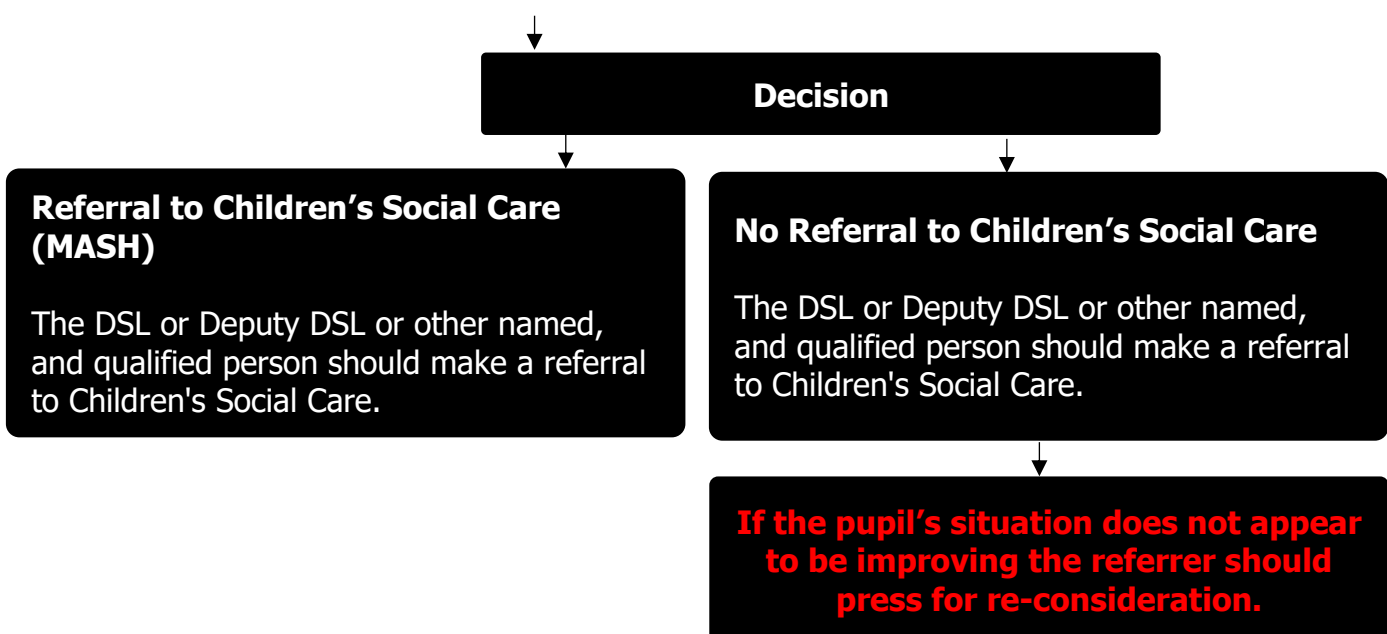 Decision
Referral to Children’s Social Care
(MASH)
The DSL or Deputy DSL or other named,
and qualified person should make a referral
to Children's Social Care.
No Referral to Children’s Social Care
The DSL or Deputy DSL or other named,
and qualified person should make a referral
to Children's Social Care.
If the pupil’s situation does not appear
to be improving the referrer should
press for re-consideration.